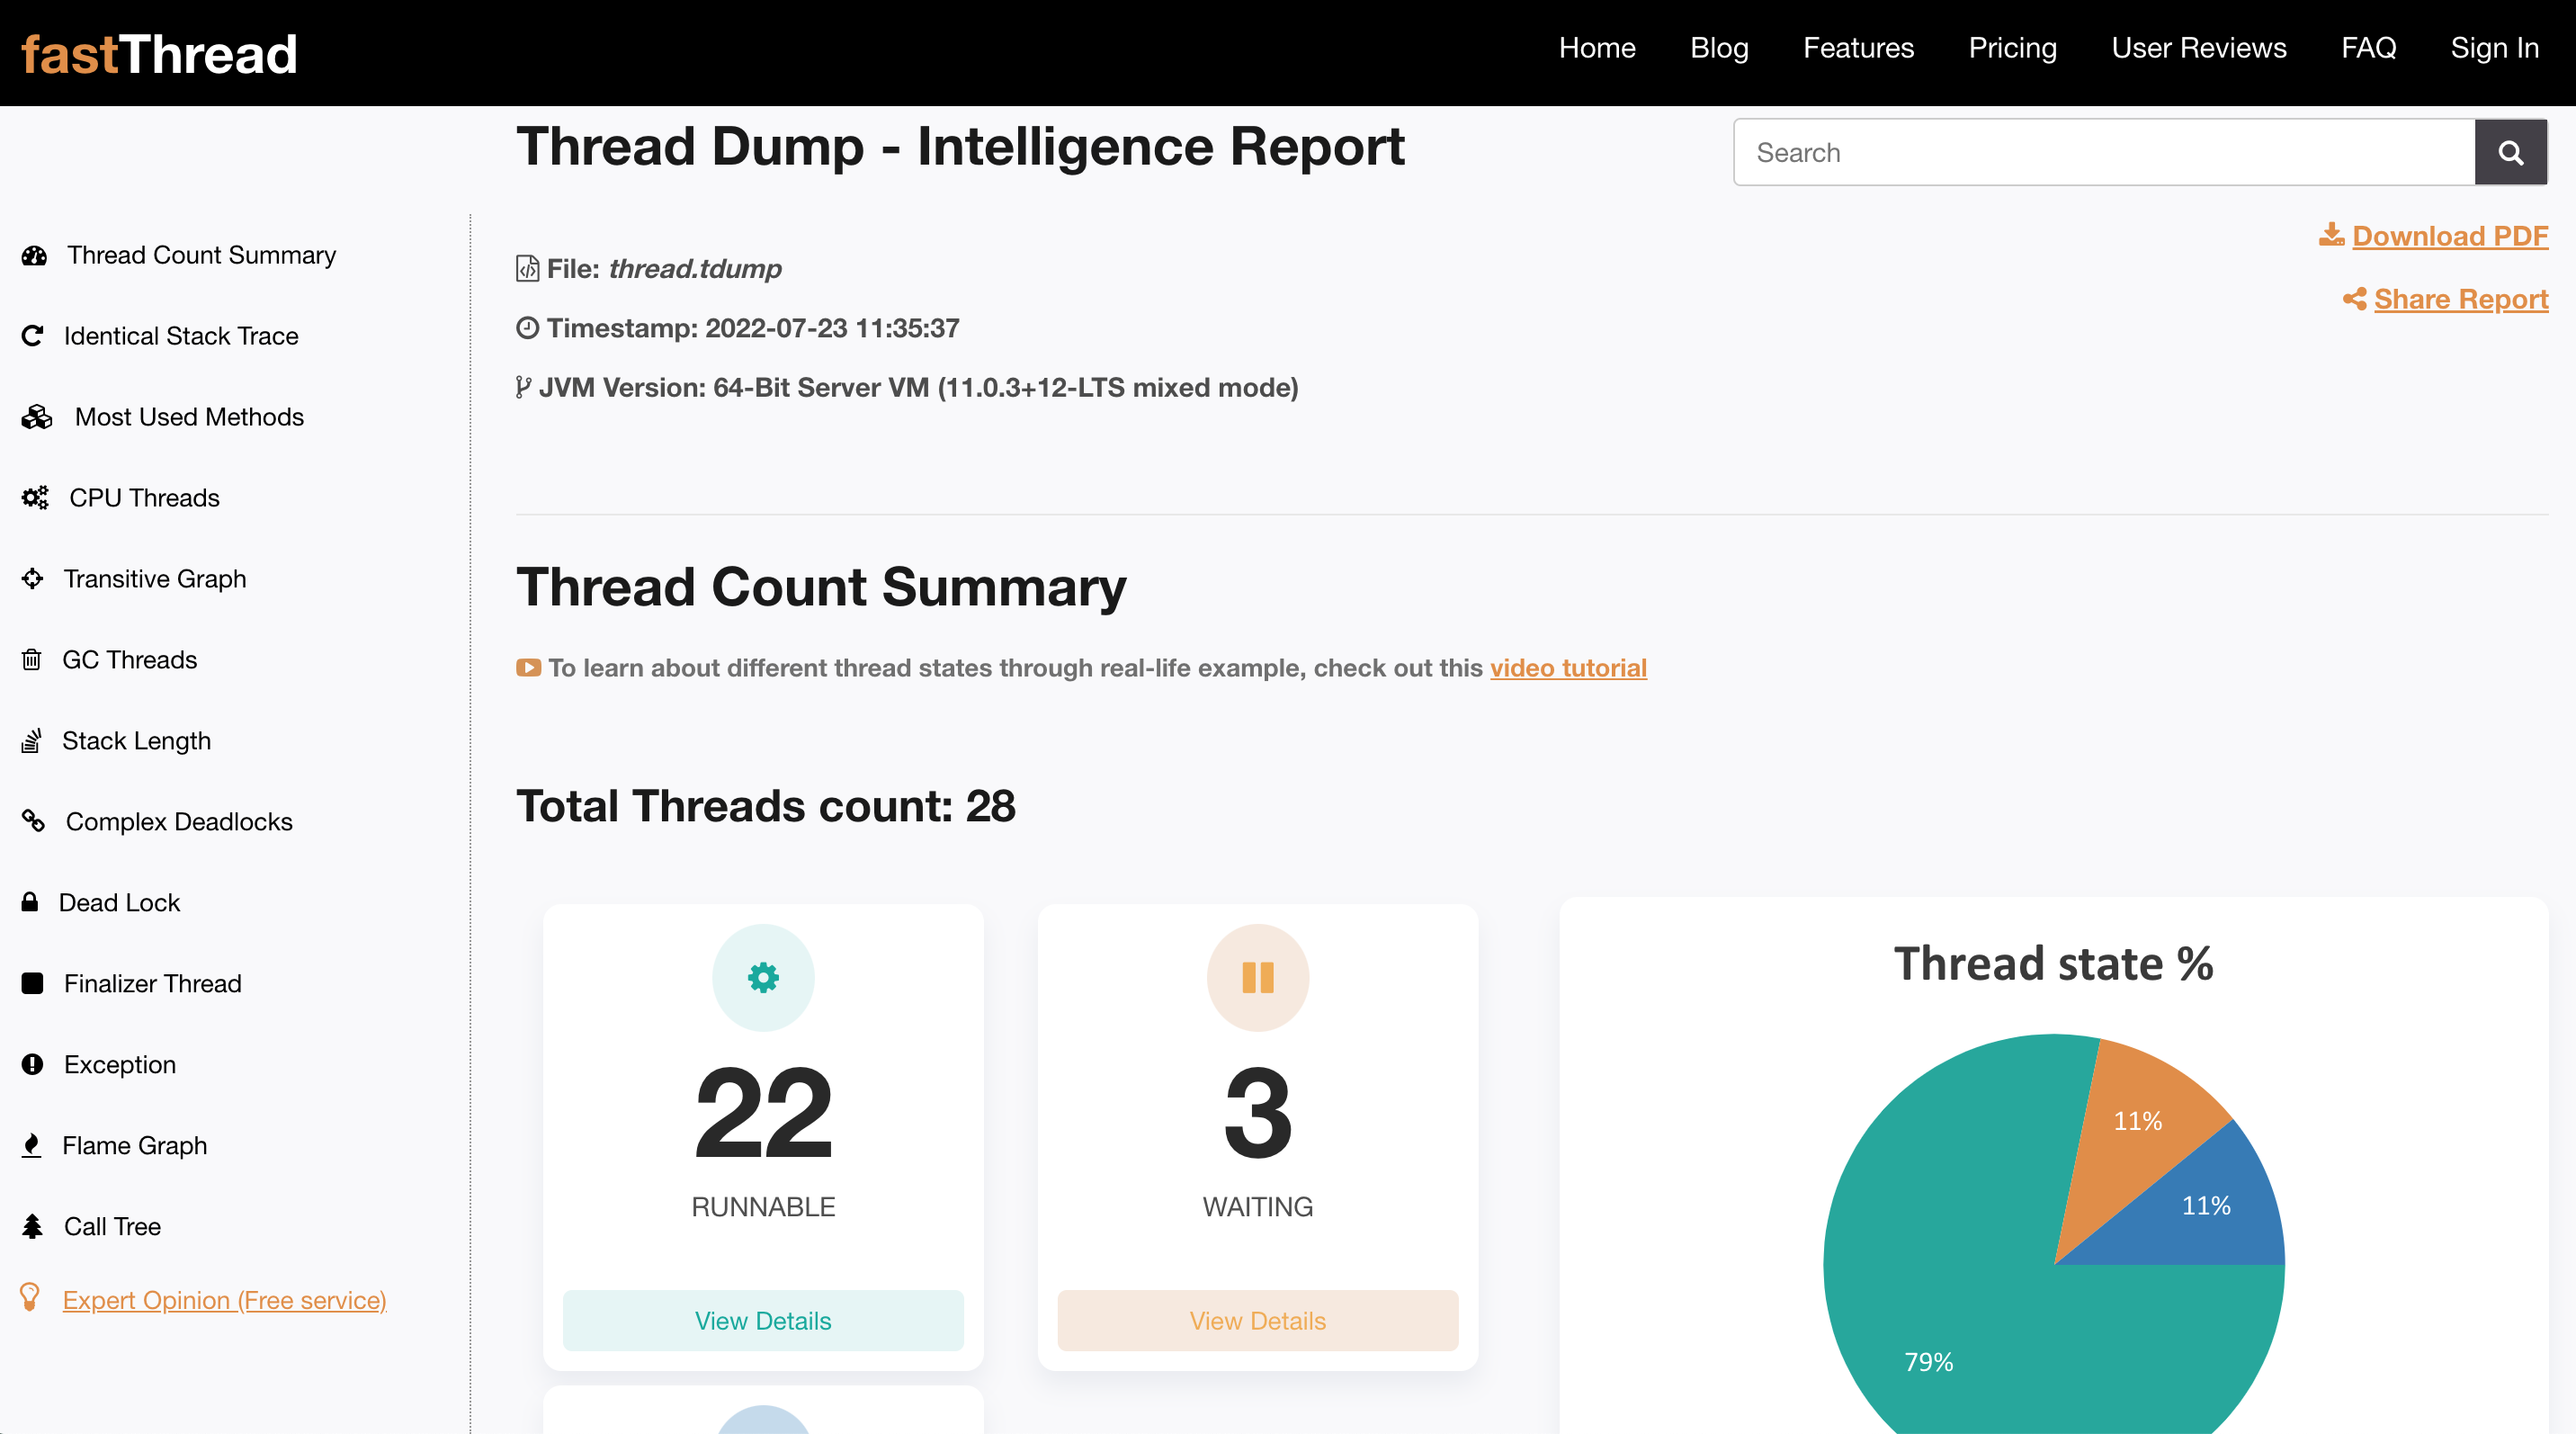 fastThread
Home Blog Features Pricing User Reviews FAQ Sign In
Thread Dump - Intelligence Report
Search
Download PDF
Share Report
File: thread.tdump
Timestamp: 2022-07-23 11:35:37
JVM Version: 64-Bit Server VM (11.0.3+12-LTS mixed mode)
Thread Count Summary
Identical Stack Trace
Most Used Methods
CPU Threads
Transitive Graph
GC Threads
Stack Length
Complex Deadlocks
Dead Lock
Finalizer Thread
Exception
Flame Graph
Call Tree
Expert Opinion (Free service)
Thread Count Summary
To learn about different thread states through real-life example, check out this video tutorial
Total Threads count: 28
22
RUNNABLE
View Details
3
WAITING
View Details
Thread state %
11%
11%
79%